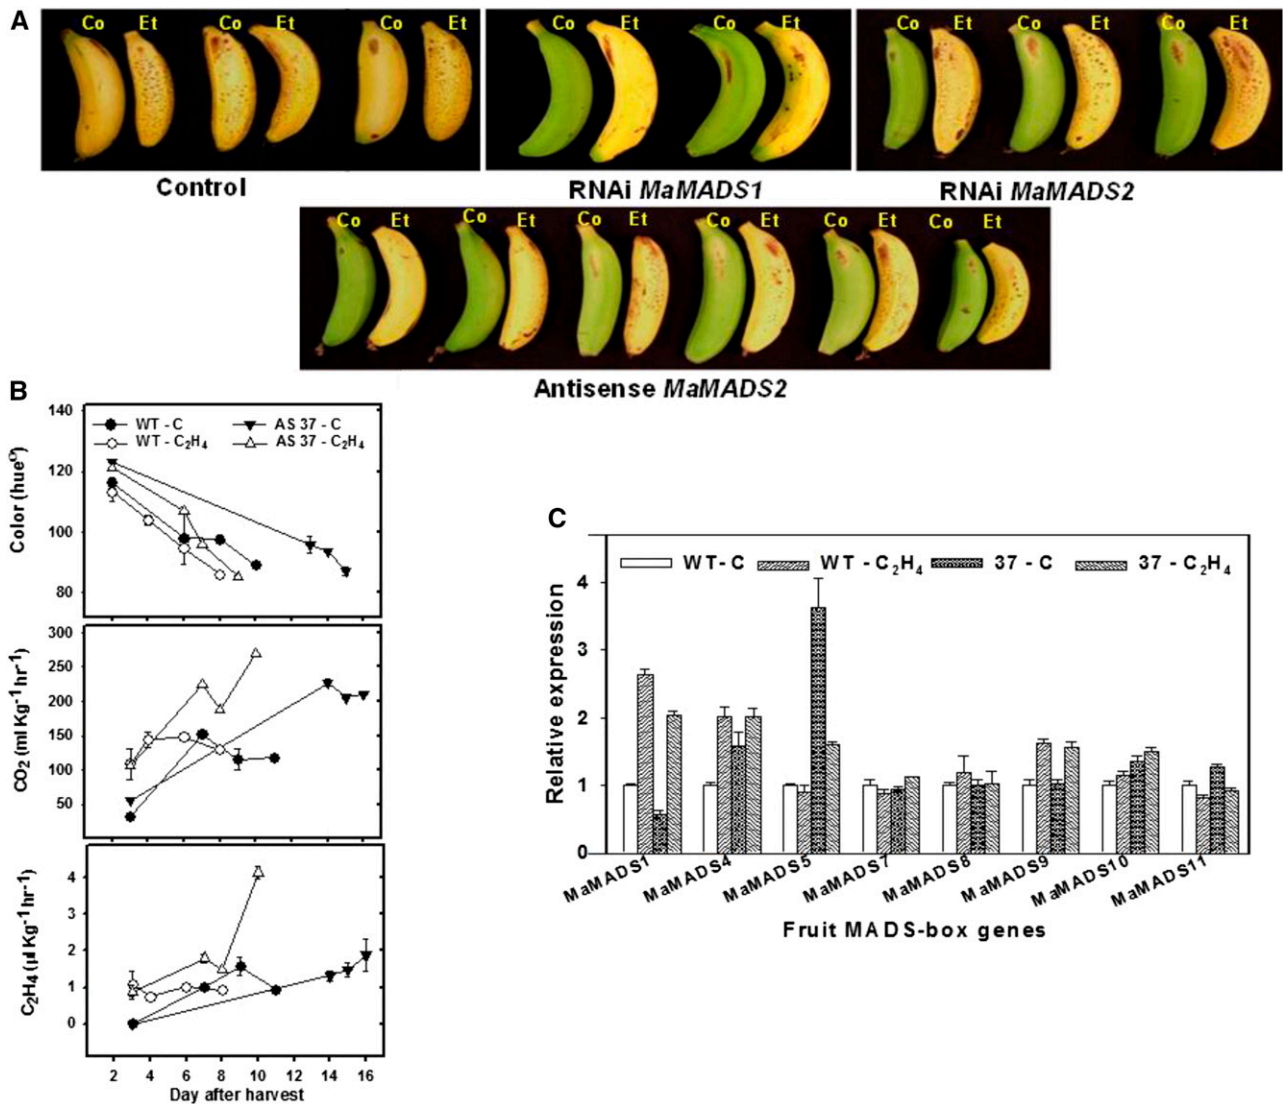 A
Co Et Co Et Co Et
Co Et Co Et
Co Et Co Et Co Et
Control
RNAi MaMADS1
RNAi MaMADS2
Co Et Co Et Co Et Co Et Co Et Co Et
Antisense MaMADS2
B
140
120
100
80
Color (hueº)
WT - C
WT - C₂H₄
AS 37 - C
AS 37 - C₂H₄
300
250
200
150
100
50
CO₂ (ml Kg⁻¹ hr⁻¹)
4
3
2
1
0
C₂H₄ (µl Kg⁻¹ hr⁻¹)
2 4 6 8 10 12 14 16
Day after harvest
C
WT- C
WT - C₂H₄
37 - C
37 - C₂H₄
4
3
2
1
0
Relative expression
MaMADS1
MaMADS4
MaMADS5
MaMADS7
MaMADS8
MaMADS9
MaMADS10
MaMADS11
Fruit MADS-box genes